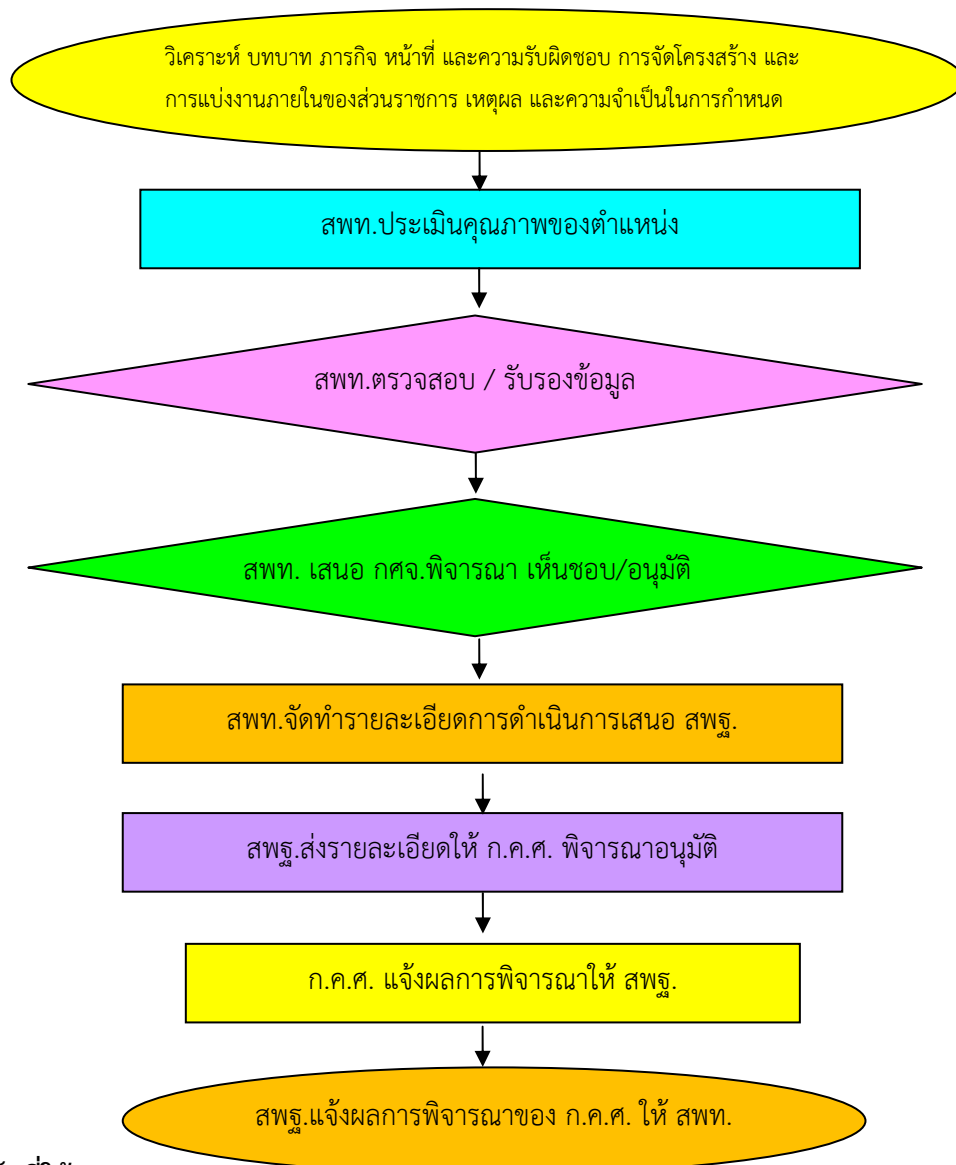 วิเคราะห์ บทบาท ภารกิจ หน้าที่ และความรับผิดชอบ การจัดโครงสร้าง และ
การแบ่งงานภายในของส่วนราชการ เหตุผล และความจำเป็นในการกำหนด
สพท.ประเมินคุณภาพของตำแหน่ง
สพท.ตรวจสอบ / รับรองข้อมูล
สพท. เสนอ กศจ.พิจารณา เห็นชอบ/อนุมัติ
สพท.จัดทำรายละเอียดการดำเนินการเสนอ สพฐ.
สพฐ.ส่งรายละเอียดให้ ก.ค.ศ. พิจารณาอนุมัติ
ก.ค.ศ. แจ้งผลการพิจารณาให้ สพฐ.
สพฐ.แจ้งผลการพิจารณาของ ก.ค.ศ. ให้ สพท.